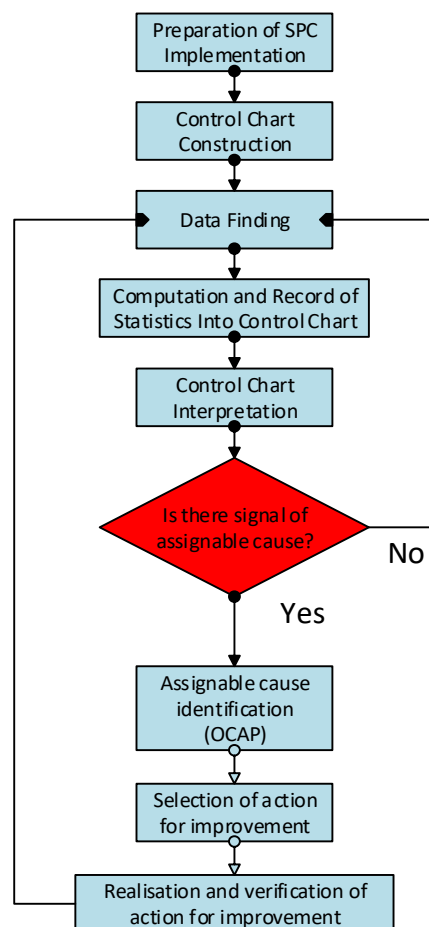 Preparation of SPC
Implementation
Control Chart
Construction
Data Finding
Computation and Record of
Statistics Into Control Chart
Control Chart
Interpretation
Is there signal of
assignable cause?
No
Yes
Assignable cause
identification
(OCAP)
Selection of action
for improvement
Realisation and verification of
action for improvement